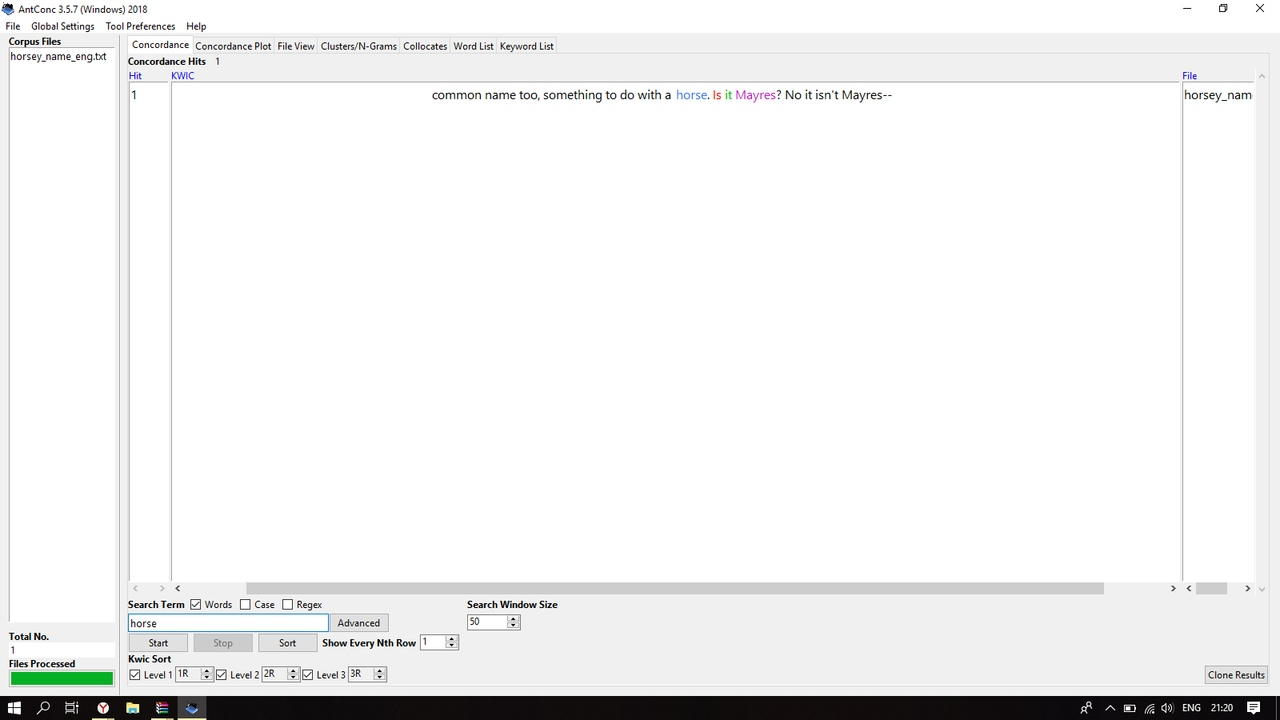 AntConc 3.5.7 (Windows) 2018
File Global Settings Tool Preferences Help
Corpus Files
horsey_name_eng.txt
Concordance Concordance Plot File View Clusters/N-Grams Collocates Word List Keyword List
Concordance Hits 1
Hit KWIC File
1 common name too, something to do with a horse. Is it Mayres? No it isn't Mayres-- horsey_nam
Search Term Words Case Regex Search Window Size
horse Advanced 50
Total No.
1
Start Stop Sort Show Every Nth Row 1
Files Processed
Kwic Sort
Level 1 1R Level 2 2R Level 3 3R Clone Results
ENG 21:20